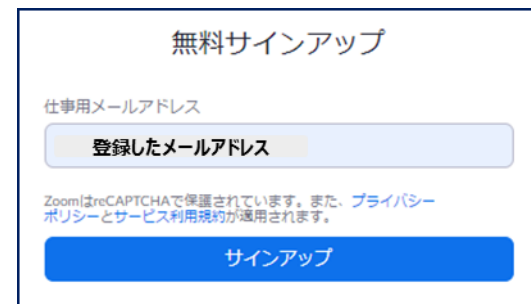 無料サインアップ
仕事用メールアドレス
登録したメールアドレス
ZoomはreCAPTCHAで保護されています。また、プライバシー
ポリシーとサービス利用規約が適用されます。
サインアップ